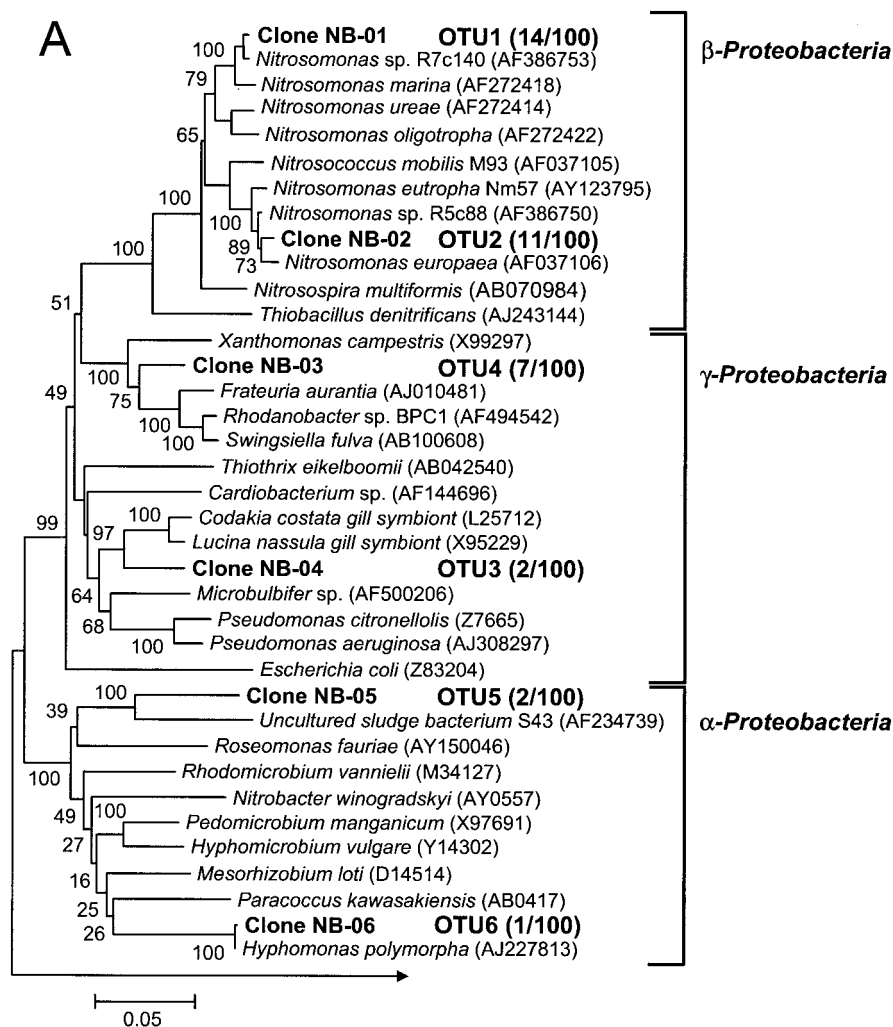 A
Clone NB-01 OTU1 (14/100)
100
Nitrosomonas sp. R7c140 (AF386753)
β-Proteobacteria
79
Nitrosomonas marina (AF272418)
Nitrosomonas ureae (AF272414)
65
Nitrosomonas oligotropha (AF272422)
Nitrosococcus mobilis M93 (AF037105)
Nitrosomonas eutropha Nm57 (AY123795)
100
Nitrosomonas sp. R5c88 (AF386750)
100
Clone NB-02 OTU2 (11/100)
100
89
73
Nitrosomonas europaea (AF037106)
Nitrosospira multiformis (AB070984)
51
Thiobacillus denitrificans (AJ243144)
Xanthomonas campestris (X99297)
Clone NB-03 OTU4 (7/100)
100
γ-Proteobacteria
49
Frateuria aurantia (AJ010481)
75
Rhodanobacter sp. BPC1 (AF494542)
100
100
Swingsiella fulva (AB100608)
Thiothrix eikelboomii (AB042540)
Cardiobacterium sp. (AF144696)
99
100
Codakia costata gill symbiont (L25712)
97
Lucina nassula gill symbiont (X95229)
Clone NB-04 OTU3 (2/100)
64
Microbulbifer sp. (AF500206)
Pseudomonas citronellolis (Z7665)
68
100
Pseudomonas aeruginosa (AJ308297)
Escherichia coli (Z83204)
100
Clone NB-05 OTU5 (2/100)
39
Uncultured sludge bacterium S43 (AF234739)
α-Proteobacteria
Roseomonas fauriae (AY150046)
100
Rhodomicrobium vannielii (M34127)
Nitrobacter winogradskyi (AY0557)
49
100
Pedomicrobium manganicum (X97691)
27
Hyphomicrobium vulgare (Y14302)
16
Mesorhizobium loti (D14514)
Paracoccus kawasakiensis (AB0417)
25
Clone NB-06 OTU6 (1/100)
26
100
Hyphomonas polymorpha (AJ227813)
0.05